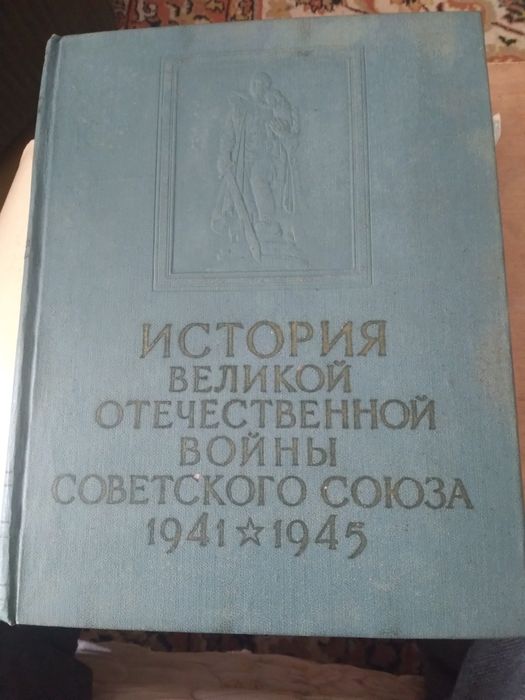 ИСТОРИЯ
ВЕЛИКОЙ
ОТЕЧЕСТВЕННОЙ
ВОЙНЫ
СОВЕТСКОГО СОЮЗА
1941 ☆ 1945